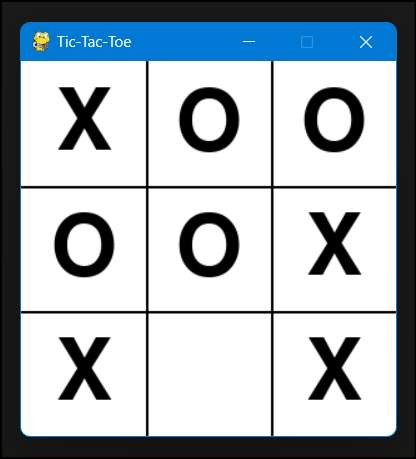 Tic-Tac-Toe
X O O
O O X
X X